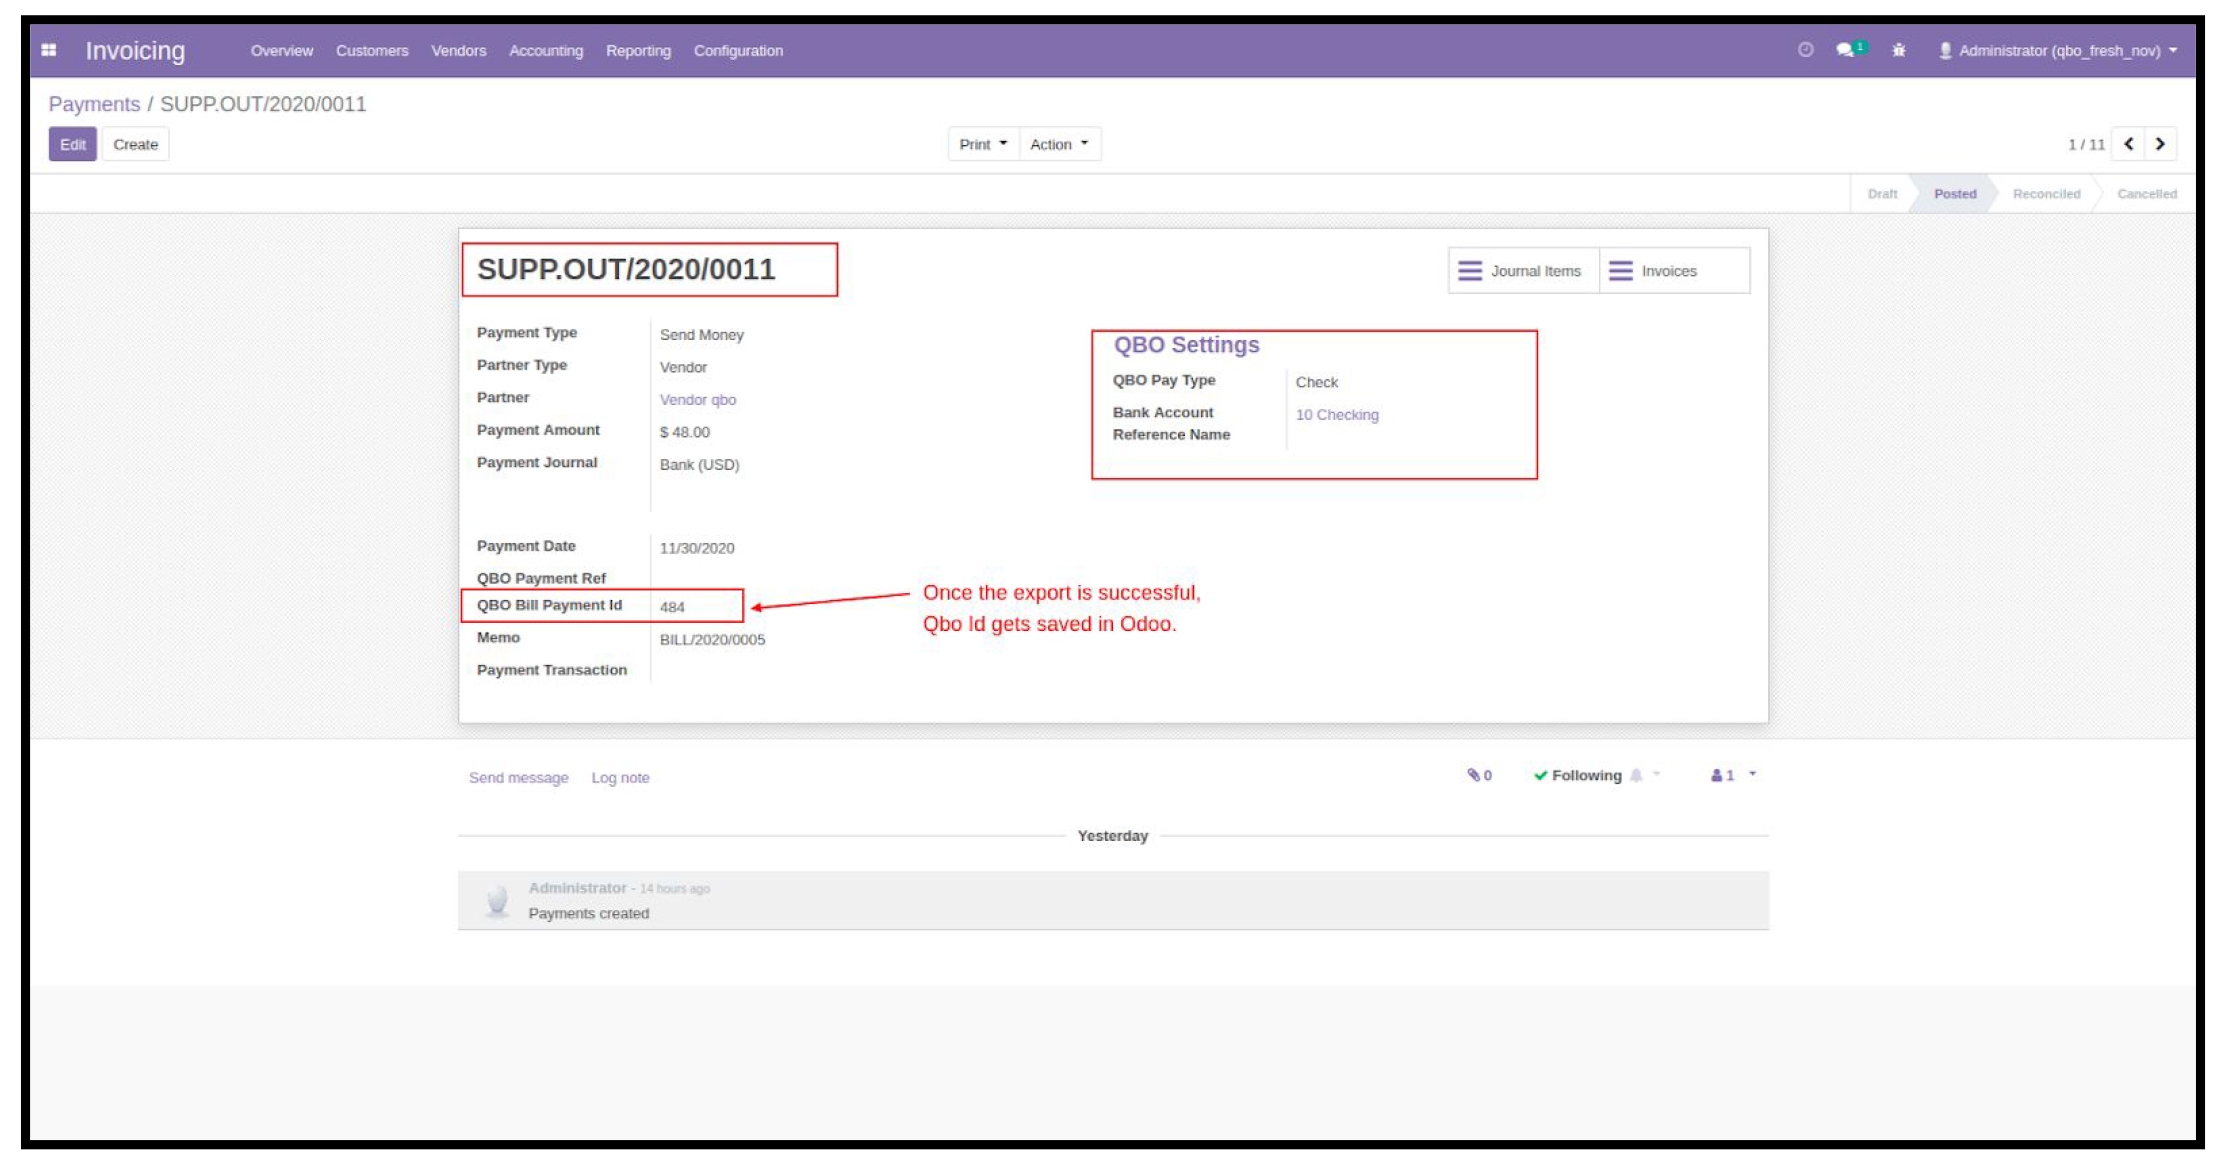 Invoicing Overview Customers Vendors Accounting Reporting Configuration 1 Administrator (qbo_fresh_nov)
Payments / SUPP.OUT/2020/0011
Edit Create Print Action 1 / 11
Draft Posted Reconciled Cancelled
SUPP.OUT/2020/0011
Journal Items Invoices
Payment Type Send Money
Partner Type Vendor
Partner Vendor qbo
Payment Amount $ 48.00
Payment Journal Bank (USD)
QBO Settings
QBO Pay Type Check
Bank Account 10 Checking
Reference Name
Payment Date 11/30/2020
QBO Payment Ref
QBO Bill Payment Id 484
Memo BILL/2020/0005
Payment Transaction
Once the export is successful,
Qbo Id gets saved in Odoo.
Send message Log note 0 Following 1
Yesterday
Administrator - 14 hours ago
Payments created